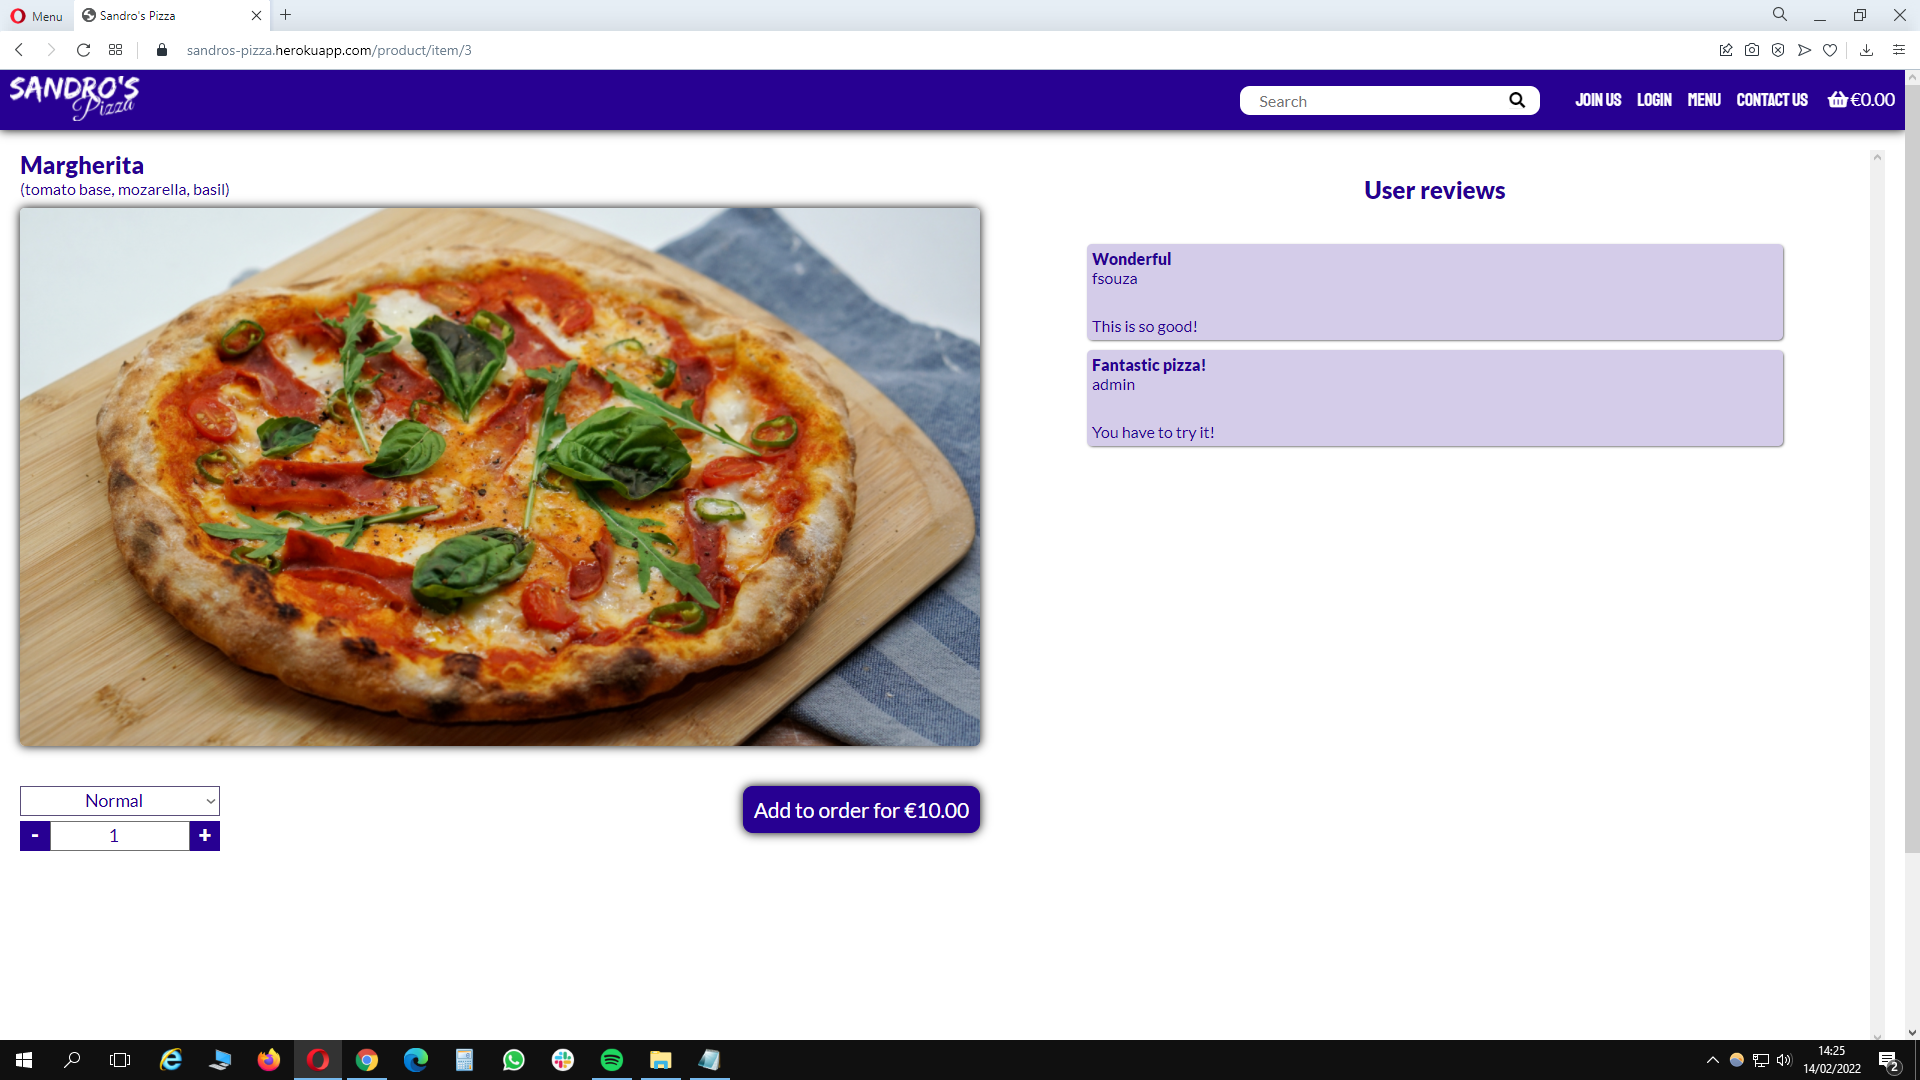 Menu
Sandro's Pizza
sandros-pizza.herokuapp.com/product/item/3
SANDRO'S
Pizza
Search
JOIN US
LOGIN
MENU
CONTACT US
€0.00
Margherita
(tomato base, mozarella, basil)
User reviews
Wonderful
fsouza
This is so good!
Fantastic pizza!
admin
You have to try it!
Normal
Add to order for €10.00
- 1 +
14:25
14/02/2022
2